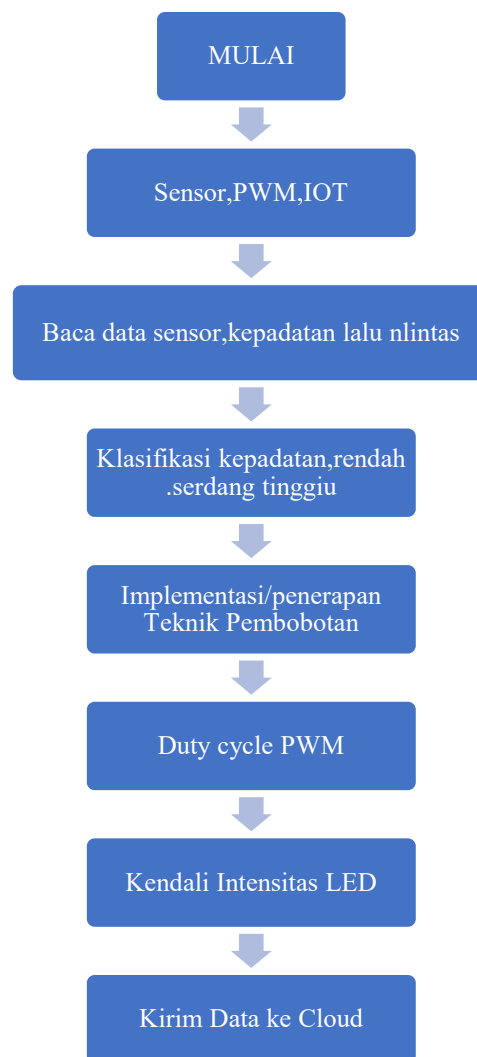 MULAI
Sensor,PWM,IOT
Baca data sensor,kepadatan lalu nlintas
Klasifikasi kepadatan,rendah
.serdang tinggiu
Implementasi/penerapan
Teknik Pembobotan
Duty cycle PWM
Kendali Intensitas LED
Kirim Data ke Cloud